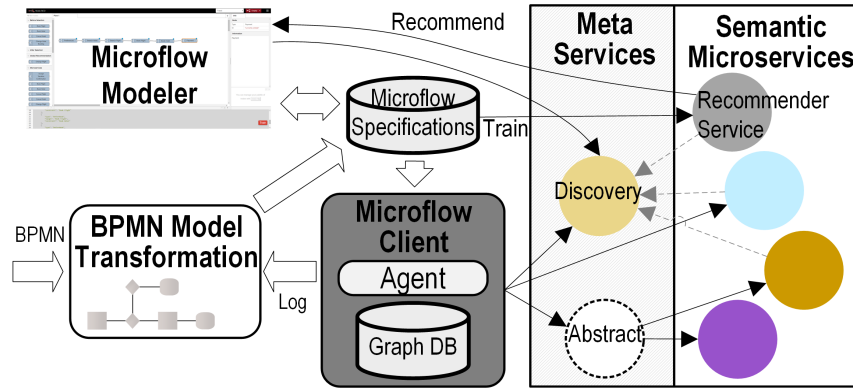 Recommend
Meta
Services
Semantic
Microservices
Microflow
Modeler
Microflow
Specifications
Train
Recommender
Service
Discovery
BPMN
BPMN Model
Transformation
Log
Microflow
Client
Agent
Graph DB
Abstract